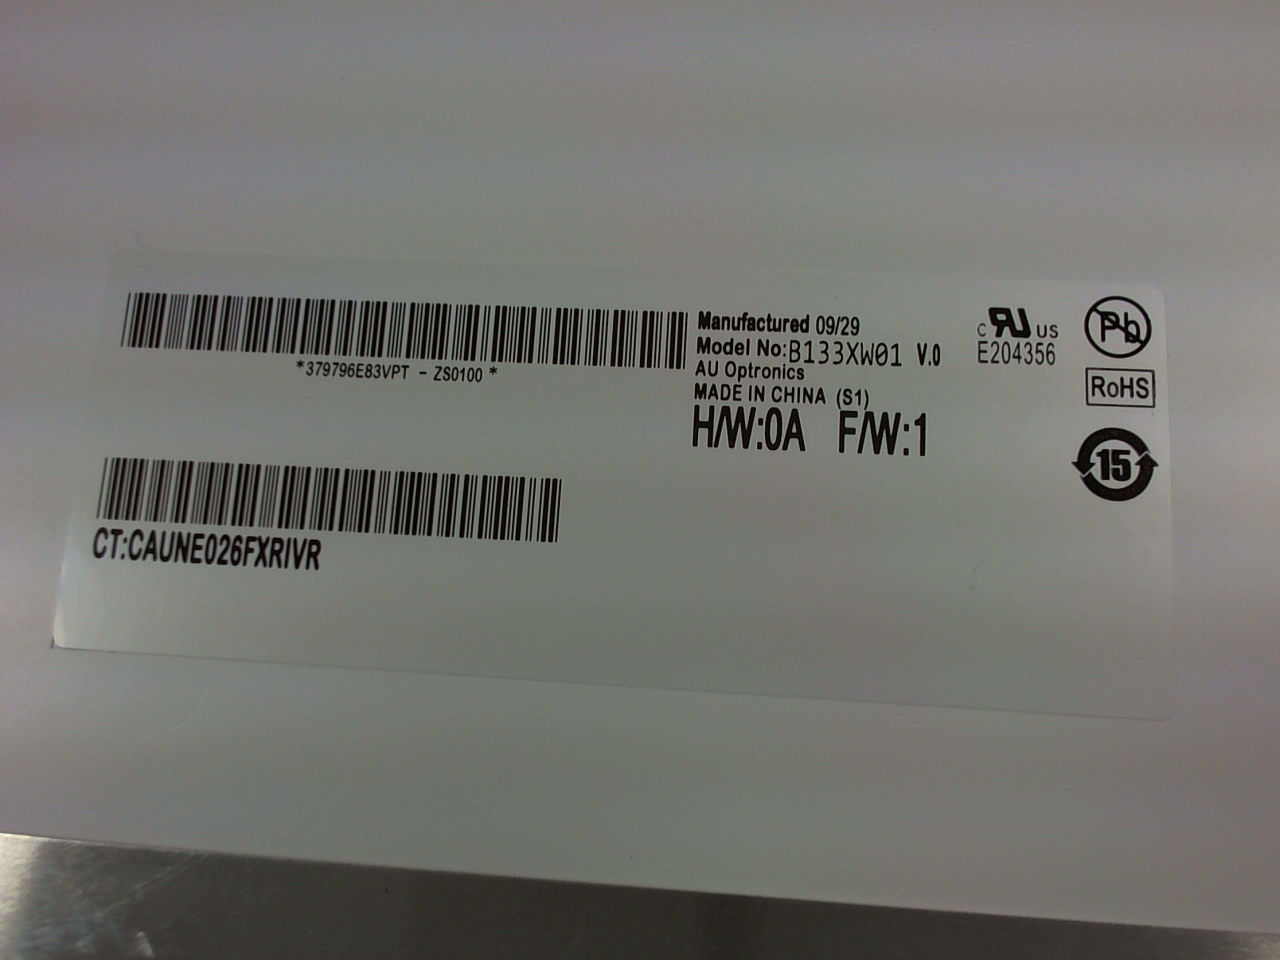 *379796E83VPT - ZS0100 *
Manufactured 09/29
Model No:B133XW01 V.0
AU Optronics
MADE IN CHINA (S1)
H/W:0A F/W:1
c RU US
E204356
Pb
RoHS
15
CT:CAUNE026FXRIVR